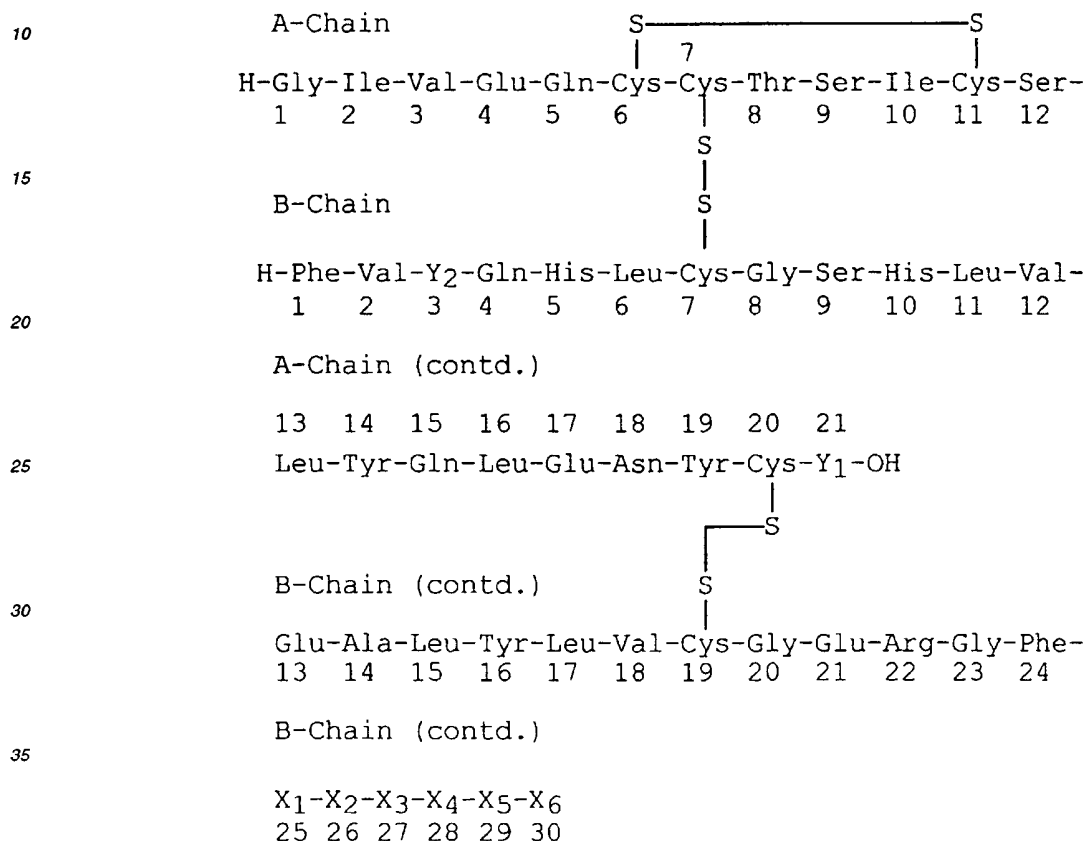 10 A-Chain S S
7
H-Gly-Ile-Val-Glu-Gln-Cys-Cys-Thr-Ser-Ile-Cys-Ser-
1 2 3 4 5 6 8 9 10 11 12
S
15
B-Chain S
H-Phe-Val-Y2-Gln-His-Leu-Cys-Gly-Ser-His-Leu-Val-
1 2 3 4 5 6 7 8 9 10 11 12
20
A-Chain (contd.)
13 14 15 16 17 18 19 20 21
25 Leu-Tyr-Gln-Leu-Glu-Asn-Tyr-Cys-Y1-OH
S
B-Chain (contd.) S
30
Glu-Ala-Leu-Tyr-Leu-Val-Cys-Gly-Glu-Arg-Gly-Phe-
13 14 15 16 17 18 19 20 21 22 23 24
B-Chain (contd.)
35
X1-X2-X3-X4-X5-X6
25 26 27 28 29 30